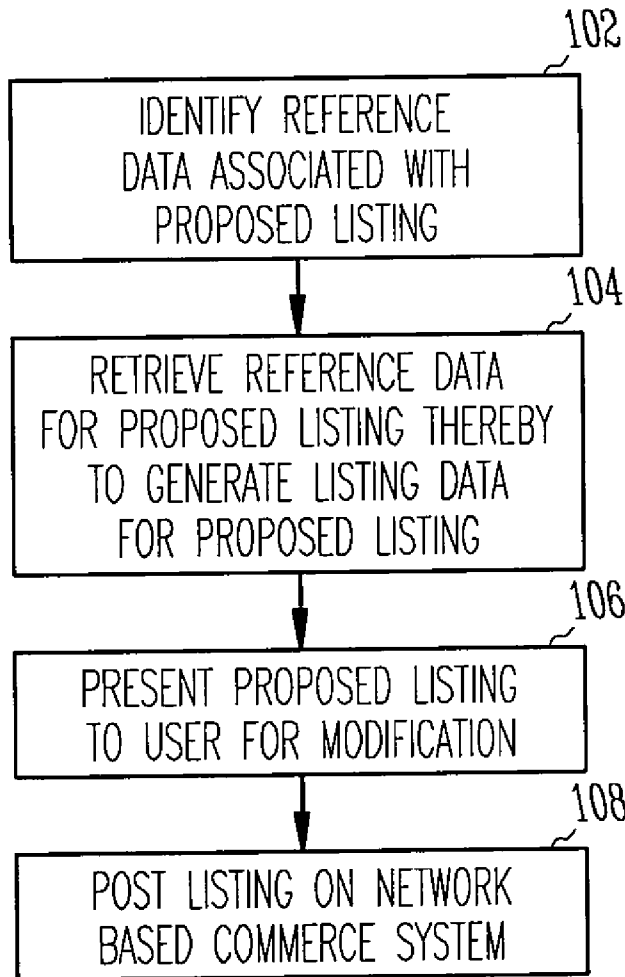 102
IDENTIFY REFERENCE
DATA ASSOCIATED WITH
PROPOSED LISTING
104
RETRIEVE REFERENCE DATA
FOR PROPOSED LISTING THEREBY
TO GENERATE LISTING DATA
FOR PROPOSED LISTING
106
PRESENT PROPOSED LISTING
TO USER FOR MODIFICATION
108
POST LISTING ON NETWORK
BASED COMMERCE SYSTEM